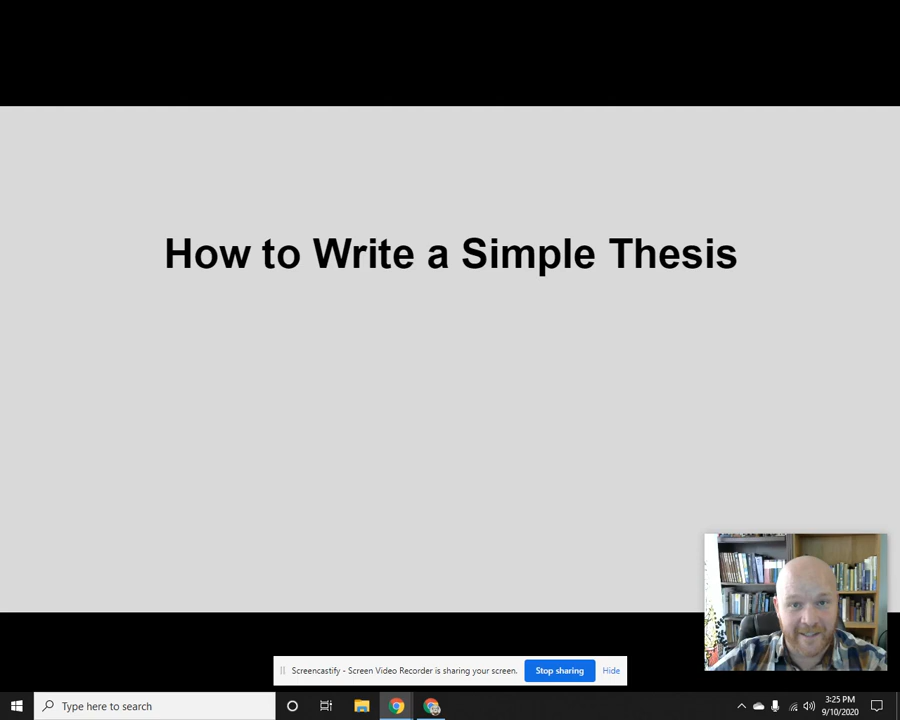 How to Write a Simple Thesis
Screencastify - Screen Video Recorder is sharing your screen.
Stop sharing
Hide
Type here to search
3:25 PM
9/10/2020